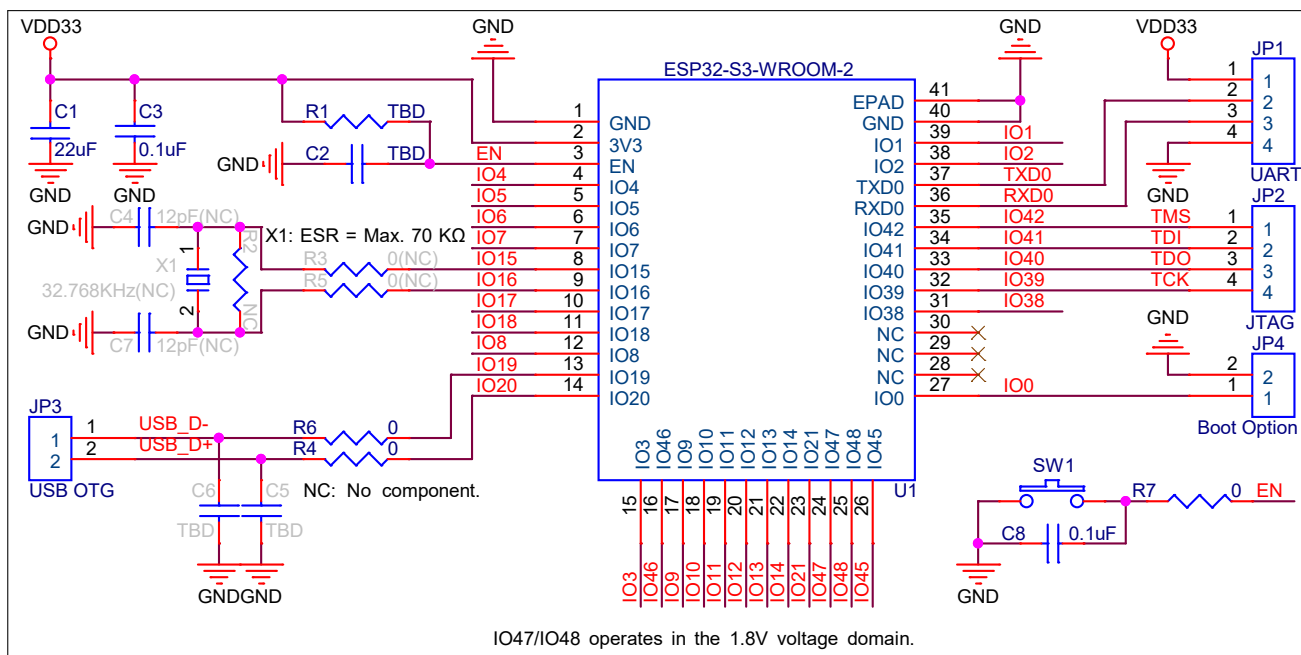 VDD33
GND
GND
VDD33
ESP32-S3-WROOM-2
JP1
C1
22uF
GND
C3
0.1uF
GND
R1
TBD
GND
C2
TBD
EN
IO4
IO5
IO6
IO7
IO15
IO16
IO17
IO18
IO8
IO19
IO20
1
2
3
4
5
6
7
8
9
10
11
12
13
14
GND
3V3
EN
IO4
IO5
IO6
IO7
IO15
IO16
IO17
IO18
IO8
IO19
IO20
EPAD
GND
IO1
IO2
TXD0
RXD0
IO42
IO41
IO40
IO39
IO38
NC
NC
NC
IO0
41
40
39
38
37
36
35
34
33
32
31
30
29
28
27
IO1
IO2
TXD0
RXD0
IO42
IO41
IO40
IO39
IO38
IO0
1
2
3
4
1
2
3
4
GND
UART
JP2
TMS
TDI
TDO
TCK
1
2
3
4
1
2
3
4
JTAG
GND
JP4
2
1
2
1
Boot Option
GND
C4
12pF(NC)
1
X1
32.768KHz(NC)
2
R2
NC
X1: ESR = Max. 70 KΩ
R3
0(NC)
R5
0(NC)
GND
C7
12pF(NC)
JP3
1
2
1
2
USB OTG
USB_D-
USB_D+
R6
0
R4
0
C6
TBD
C5
TBD
GND
GND
NC: No component.
IO3
IO46
IO9
IO10
IO11
IO12
IO13
IO14
IO21
IO47
IO48
IO45
U1
15
16
17
18
19
20
21
22
23
24
25
26
IO3
IO46
IO9
IO10
IO11
IO12
IO13
IO14
IO21
IO47
IO48
IO45
SW1
R7
0
EN
C8
0.1uF
GND
IO47/IO48 operates in the 1.8V voltage domain.